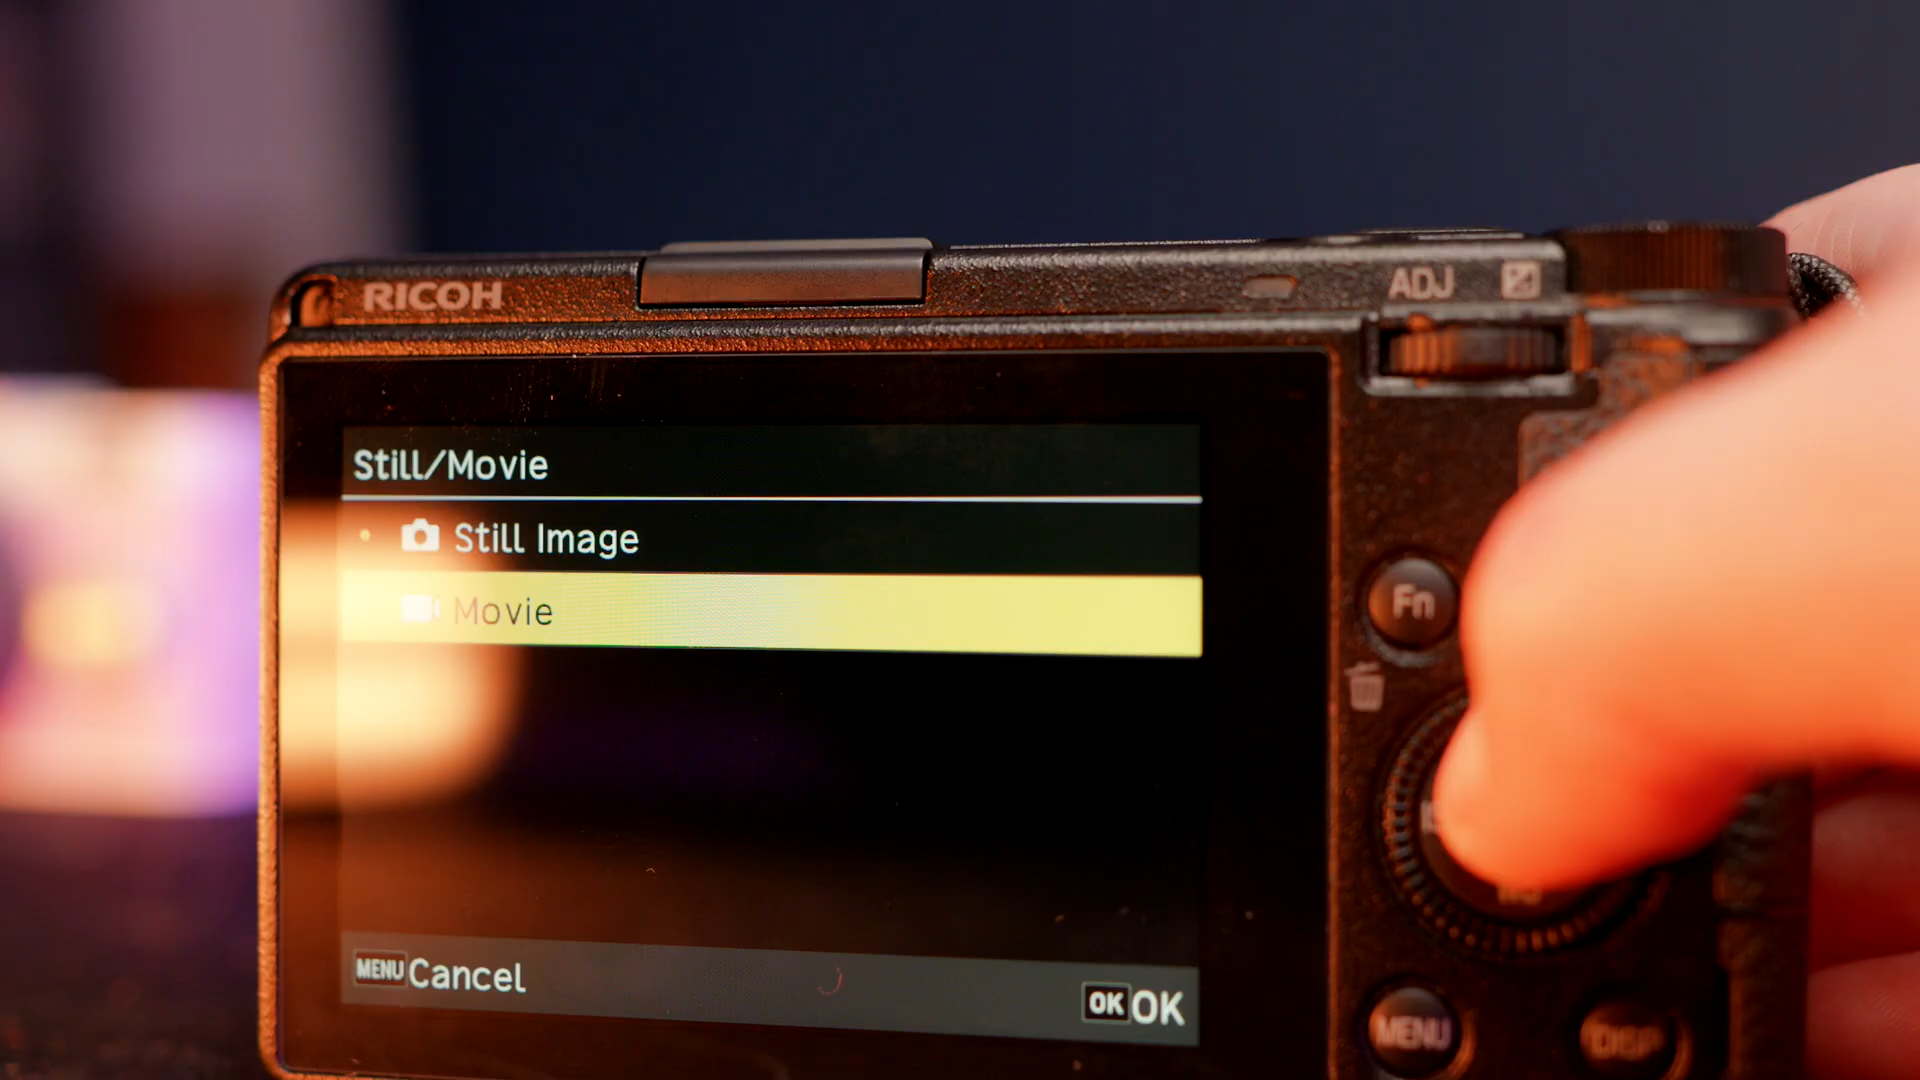 RICOH
ADJ
Still/Movie
Still Image
Movie
Fn
MENU Cancel
OK OK
MENU
DISP